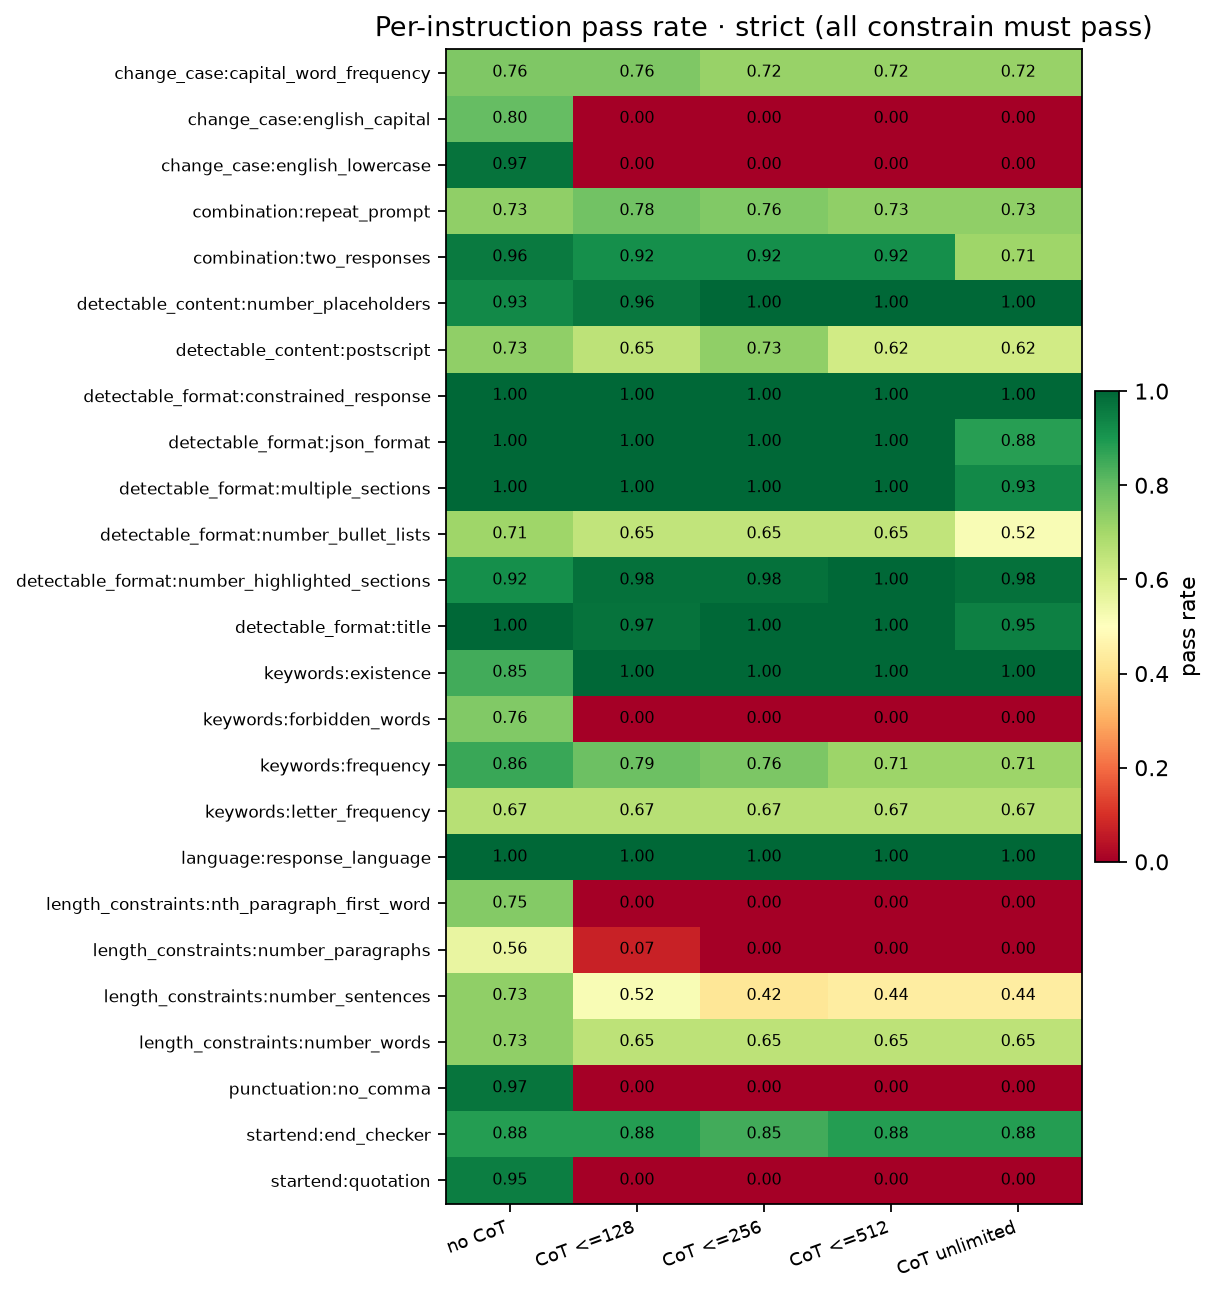 Per-instruction pass rate · strict (all constrain must pass)
change_case:capital_word_frequency 0.76 0.76 0.72 0.72 0.72
change_case:english_capital 0.80 0.00 0.00 0.00 0.00
change_case:english_lowercase 0.97 0.00 0.00 0.00 0.00
combination:repeat_prompt 0.73 0.78 0.76 0.73 0.73
combination:two_responses 0.96 0.92 0.92 0.92 0.71
detectable_content:number_placeholders 0.93 0.96 1.00 1.00 1.00
detectable_content:postscript 0.73 0.65 0.73 0.62 0.62
detectable_format:constrained_response 1.00 1.00 1.00 1.00 1.00
detectable_format:json_format 1.00 1.00 1.00 1.00 0.88
detectable_format:multiple_sections 1.00 1.00 1.00 1.00 0.93
detectable_format:number_bullet_lists 0.71 0.65 0.65 0.65 0.52
detectable_format:number_highlighted_sections 0.92 0.98 0.98 1.00 0.98
detectable_format:title 1.00 0.97 1.00 1.00 0.95
keywords:existence 0.85 1.00 1.00 1.00 1.00
keywords:forbidden_words 0.76 0.00 0.00 0.00 0.00
keywords:frequency 0.86 0.79 0.76 0.71 0.71
keywords:letter_frequency 0.67 0.67 0.67 0.67 0.67
language:response_language 1.00 1.00 1.00 1.00 1.00
length_constraints:nth_paragraph_first_word 0.75 0.00 0.00 0.00 0.00
length_constraints:number_paragraphs 0.56 0.07 0.00 0.00 0.00
length_constraints:number_sentences 0.73 0.52 0.42 0.44 0.44
length_constraints:number_words 0.73 0.65 0.65 0.65 0.65
punctuation:no_comma 0.97 0.00 0.00 0.00 0.00
startend:end_checker 0.88 0.88 0.85 0.88 0.88
startend:quotation 0.95 0.00 0.00 0.00 0.00
no CoT CoT <=128 CoT <=256 CoT <=512 CoT unlimited
1.0
0.8
0.6
0.4
0.2
0.0
pass rate